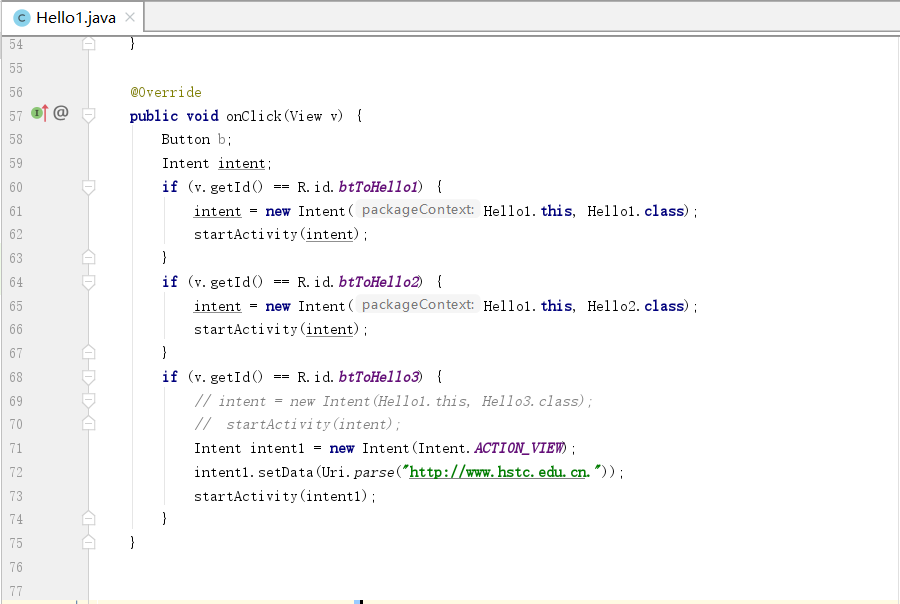 Hello1.java
54 }
55
56 @Override
57 @ public void onClick(View v) {
58 Button b;
59 Intent intent;
60 if (v.getId() == R.id.btToHello1) {
61 intent = new Intent( packageContext: Hello1.this, Hello1.class);
62 startActivity(intent);
63 }
64 if (v.getId() == R.id.btToHello2) {
65 intent = new Intent( packageContext: Hello1.this, Hello2.class);
66 startActivity(intent);
67 }
68 if (v.getId() == R.id.btToHello3) {
69 // intent = new Intent(Hello1.this, Hello3.class);
70 //  startActivity(intent);
71 Intent intent1 = new Intent(Intent.ACTION_VIEW);
72 intent1.setData(Uri.parse("http://www.hstc.edu.cn."));
73 startActivity(intent1);
74 }
75 }
76
77